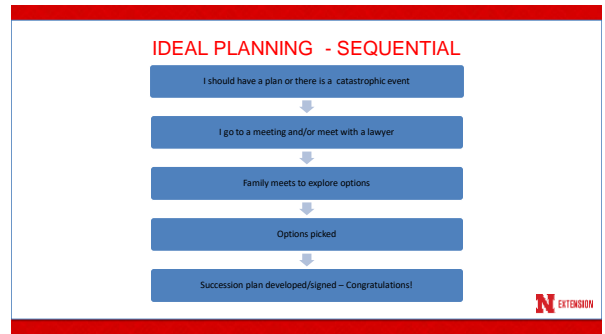 IDEAL PLANNING - SEQUENTIAL
I should have a plan or there is a catastrophic event
I go to a meeting and/or meet with a lawyer
Family meets to explore options
Options picked
Succession plan developed/signed – Congratulations!
N EXTENSION